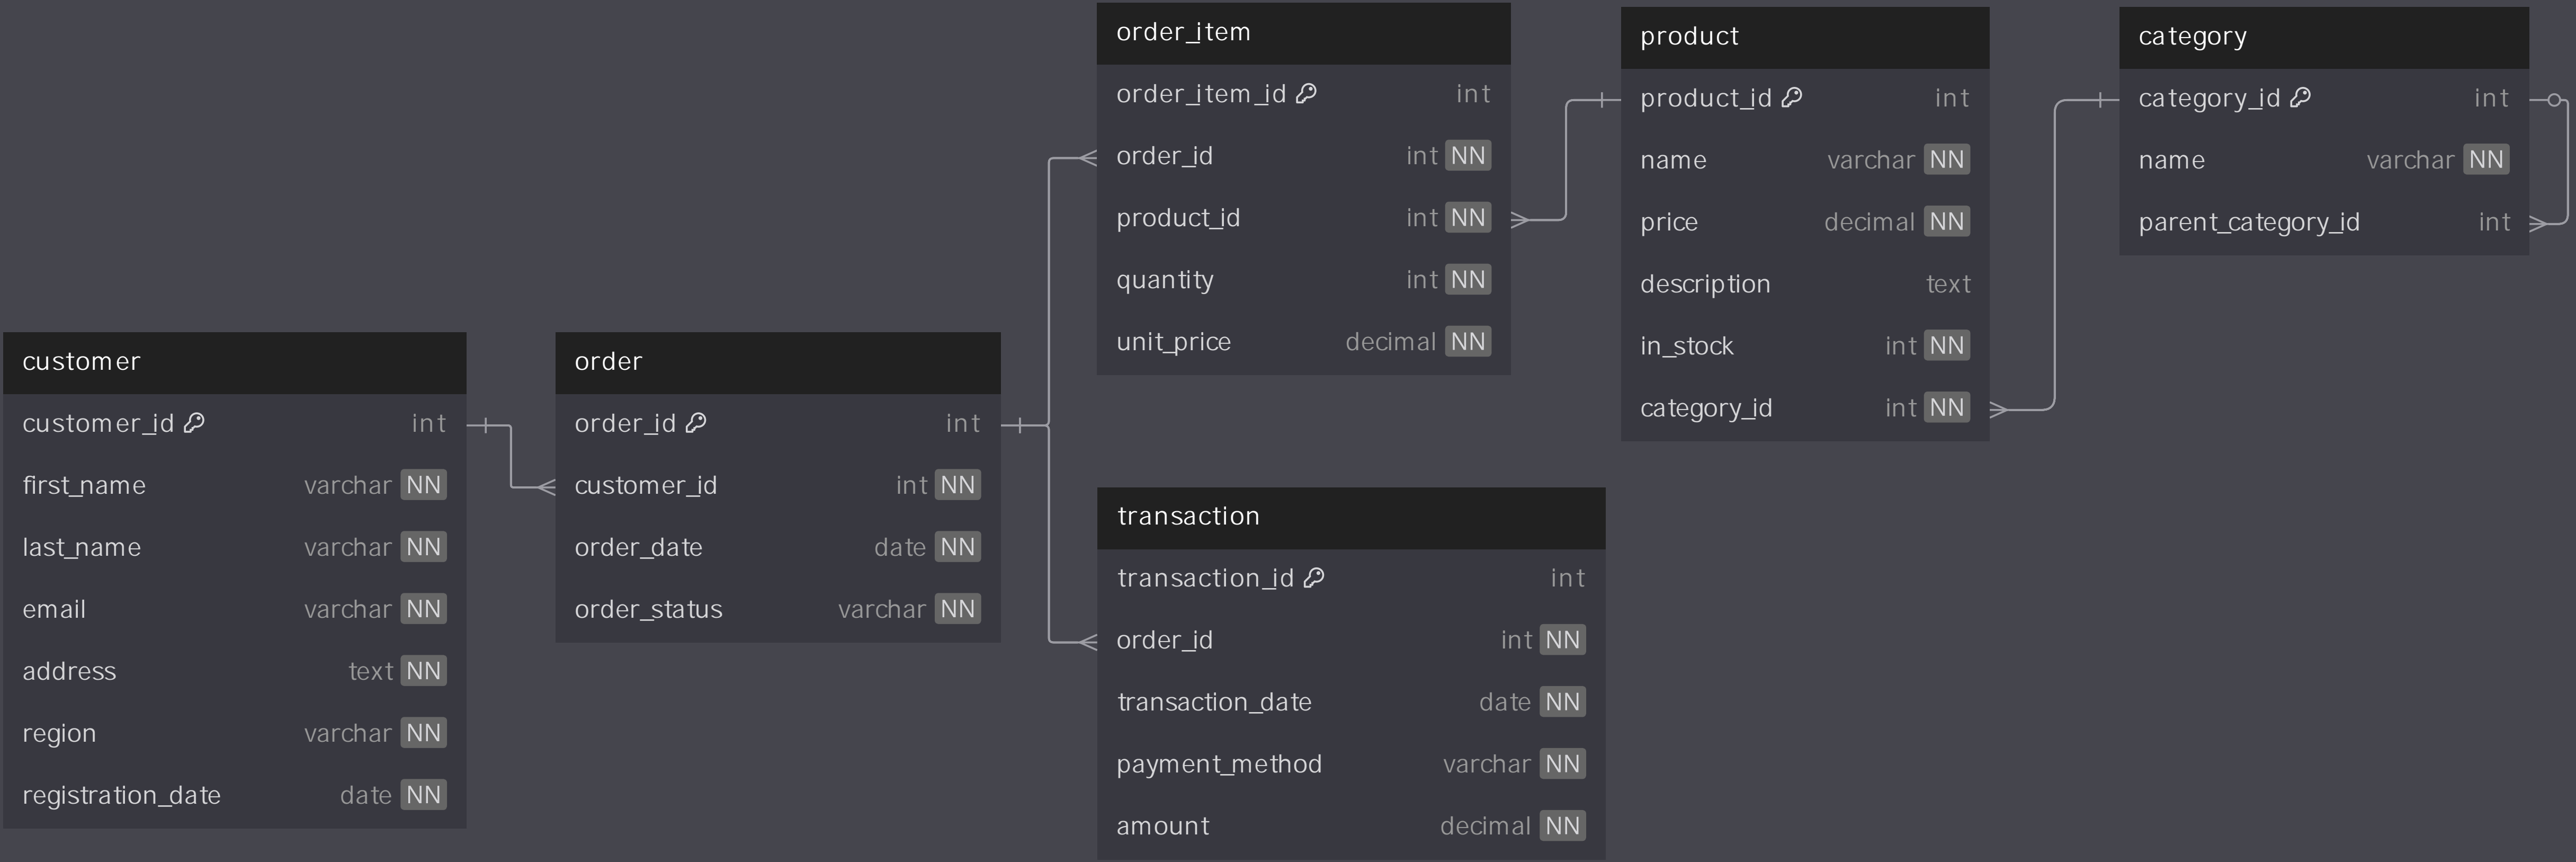 order_item
order_item_id int
order_id int NN
product_id int NN
quantity int NN
unit_price decimal NN
product
product_id int
name varchar NN
price decimal NN
description text
in_stock int NN
category_id int NN
category
category_id int
name varchar NN
parent_category_id int
customer
customer_id int
first_name varchar NN
last_name varchar NN
email varchar NN
address text NN
region varchar NN
registration_date date NN
order
order_id int
customer_id int NN
order_date date NN
order_status varchar NN
transaction
transaction_id int
order_id int NN
transaction_date date NN
payment_method varchar NN
amount decimal NN